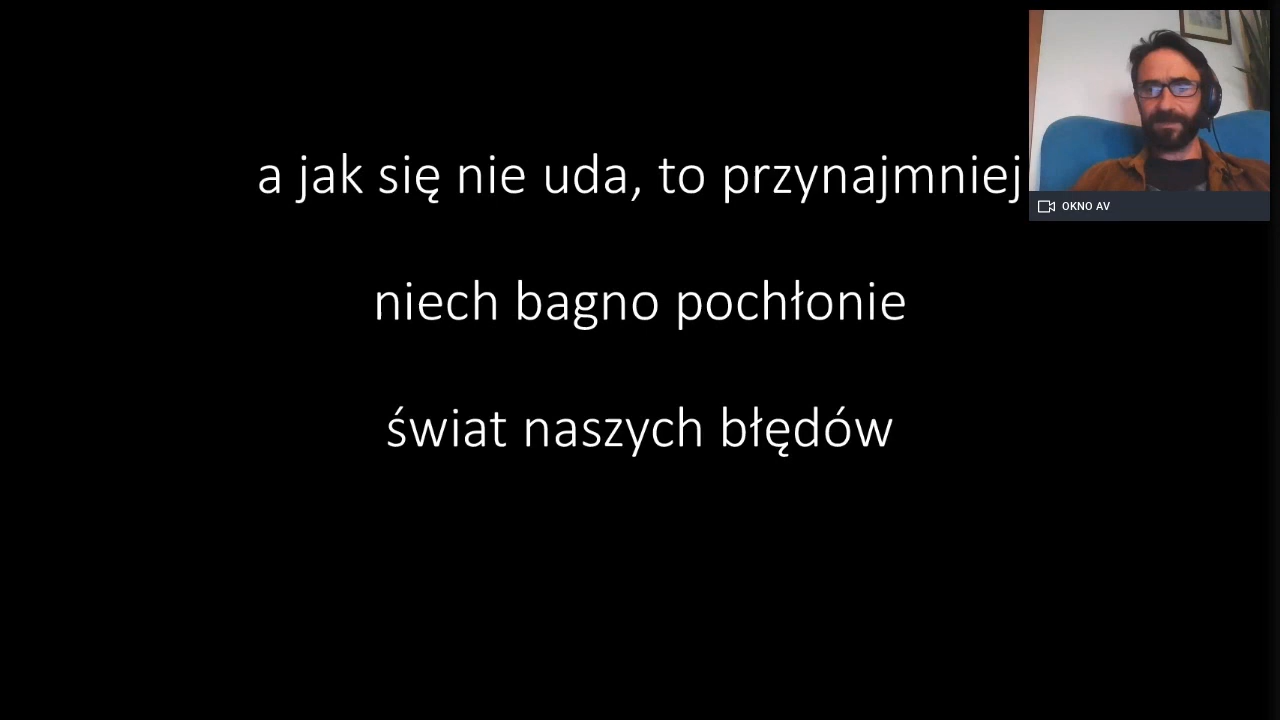 a jak się nie uda, to przynajmniej
niech bagno pochłonie
świat naszych błędów
OKNO AV